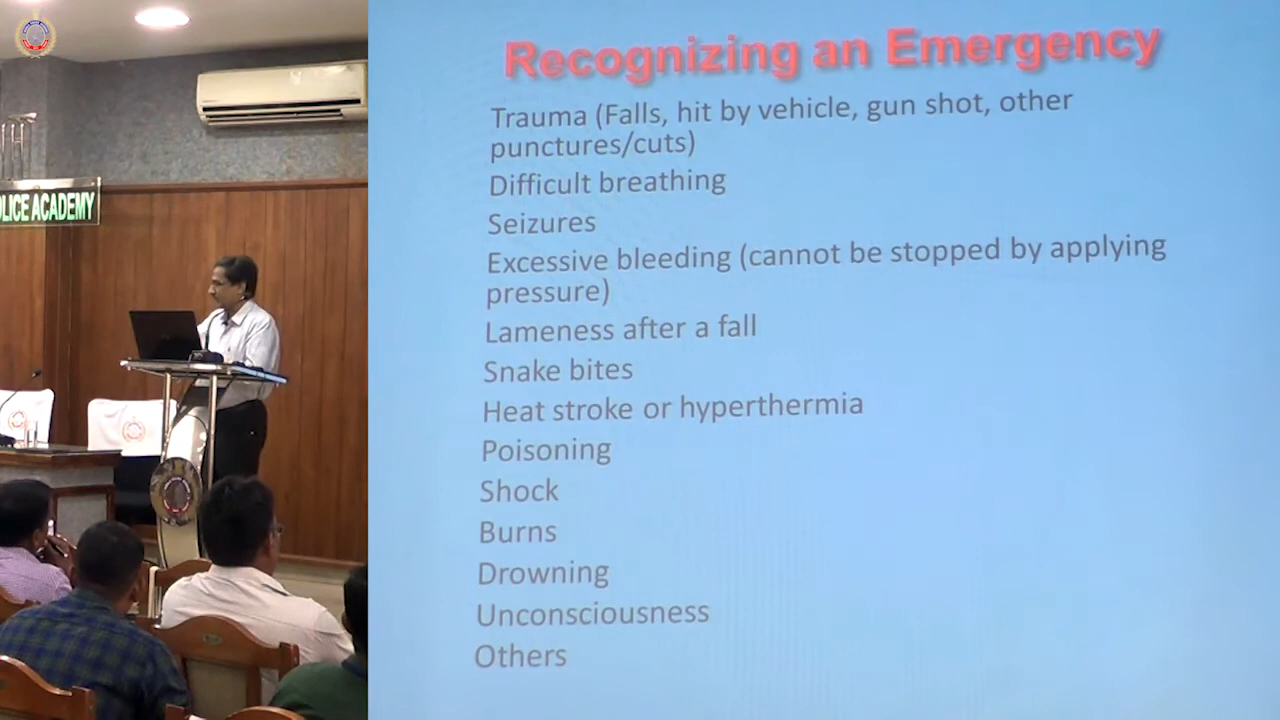 Recognizing an Emergency
Trauma (Falls, hit by vehicle, gun shot, other
punctures/cuts)
Difficult breathing
Seizures
Excessive bleeding (cannot be stopped by applying
pressure)
Lameness after a fall
Snake bites
Heat stroke or hyperthermia
Poisoning
Shock
Burns
Drowning
Unconsciousness
Others
LICE ACADEMY